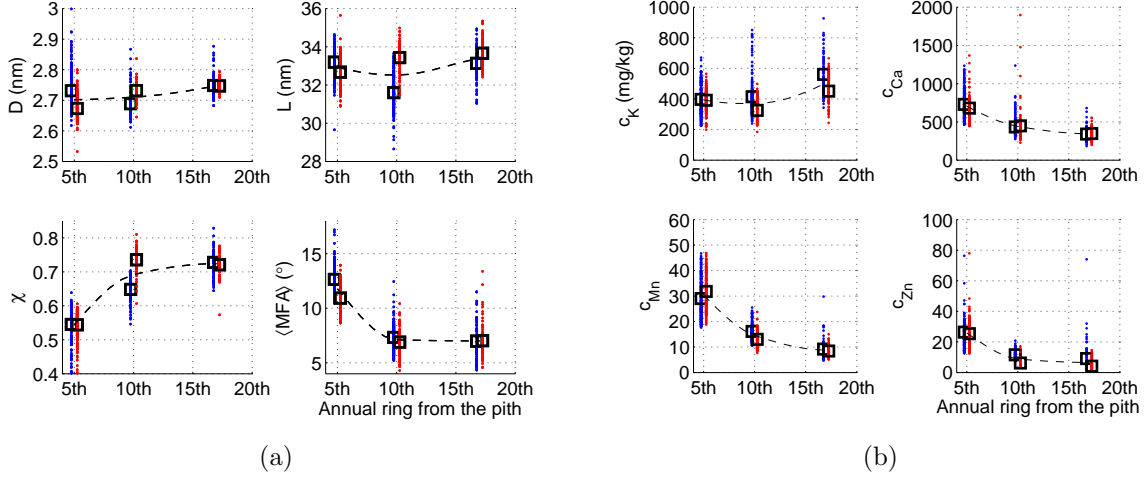 3
2.9
2.8
2.7
2.6
2.5
D (nm)
5th 10th 15th 20th
36
34
32
30
28
L (nm)
5th 10th 15th 20th
1000
800
600
400
200
0
c_K (mg/kg)
5th 10th 15th 20th
2000
1500
1000
500
0
c_Ca
5th 10th 15th 20th
0.8
0.7
0.6
0.5
0.4
χ
5th 10th 15th 20th
15
10
5
⟨MFA⟩ (°)
5th 10th 15th 20th
Annual ring from the pith
60
50
40
30
20
10
0
c_Mn
5th 10th 15th 20th
100
80
60
40
20
0
c_Zn
5th 10th 15th 20th
Annual ring from the pith
(a)
(b)